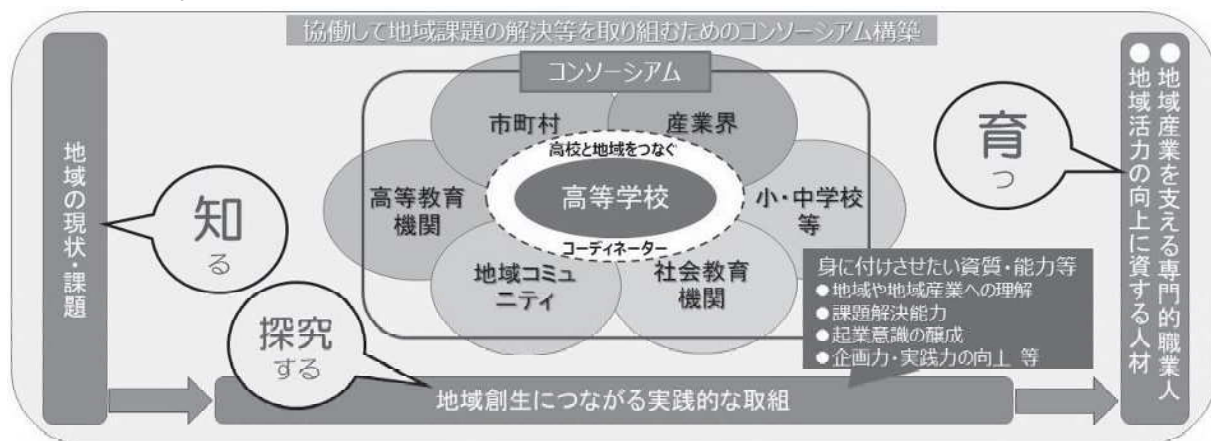 協働して地域課題の解決等を取り組むためのコンソーシアム構築
コンソーシアム
市町村
産業界
高校と地域をつなぐ
高等学校
コーディネーター
高等教育
機関
小・中学校
等
地域コミュ
ニティ
社会教育
機関
地域の現状・課題
知
る
探究
する
地域創生につながる実践的な取組
身に付けさせたい資質・能力等
●地域や地域産業への理解
●課題解決能力
●起業意識の醸成
●企画力・実践力の向上 等
育
つ
●地域産業を支える専門的職業人
●地域活力の向上に資する人材